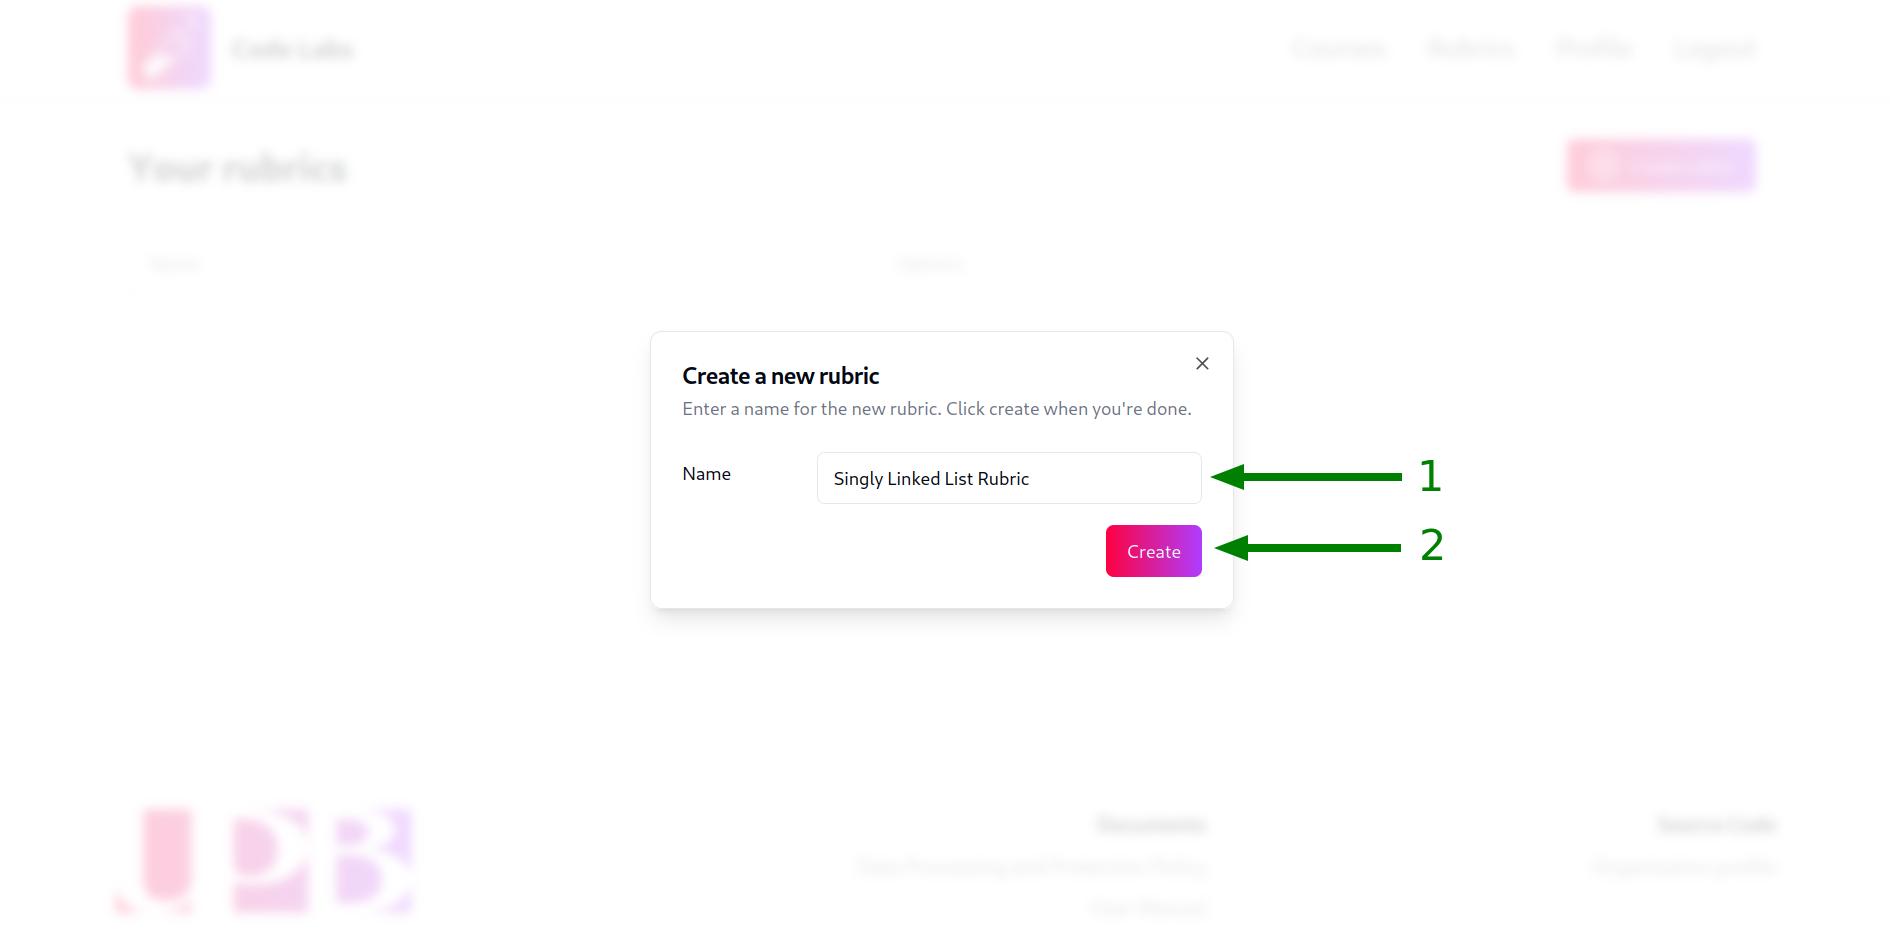 Code Labs
Courses Rubrics Profile Logout
Your rubrics
Name Options
Create a new rubric
Enter a name for the new rubric. Click create when you're done.
Name
Singly Linked List Rubric
1
Create
2
UPB
Documents
Source Code
Data Processing and Protection Policy
Organization profile
User Manual